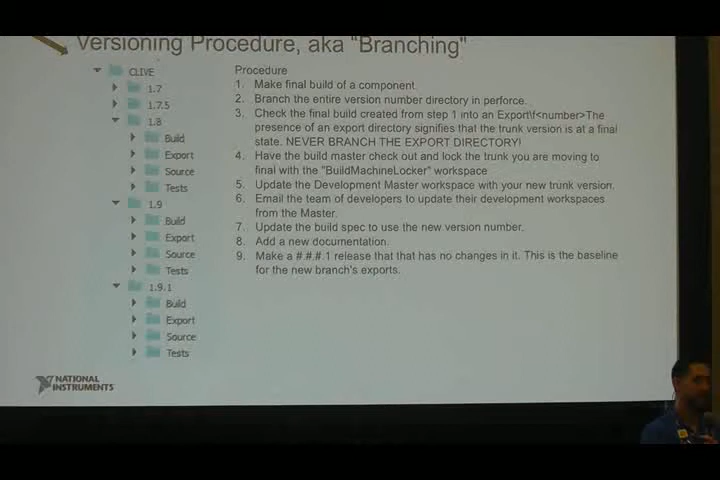 Versioning Procedure, aka "Branching"
CLIVE
1.7
1.7.5
1.8
Build
Export
Source
Tests
1.9
Build
Export
Source
Tests
1.9.1
Build
Export
Source
Tests
Procedure
1. Make final build of a component.
2. Branch the entire version number directory in perforce.
3. Check the final build created from step 1 into an Export\f<number>The
presence of an export directory signifies that the trunk version is at a final
state. NEVER BRANCH THE EXPORT DIRECTORY!
4. Have the build master check out and lock the trunk you are moving to
final with the "BuildMachineLocker" workspace
5. Update the Development Master workspace with your new trunk version.
6. Email the team of developers to update their development workspaces
from the Master.
7. Update the build spec to use the new version number.
8. Add a new documentation.
9. Make a #.##.1 release that that has no changes in it. This is the baseline
for the new branch's exports.
NATIONAL
INSTRUMENTS